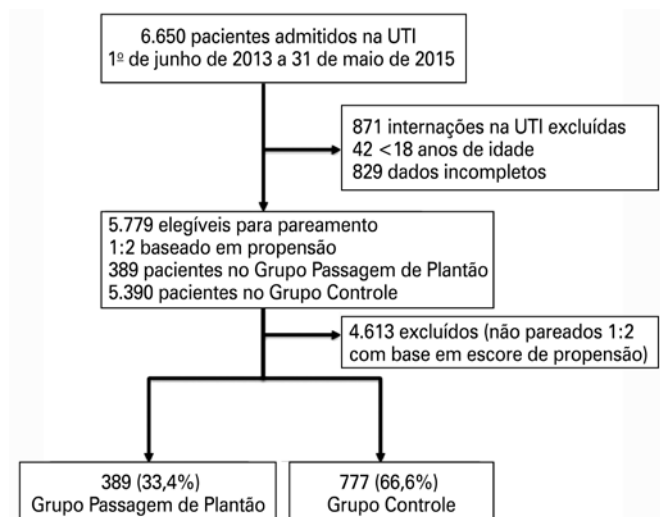 6.650 pacientes admitidos na UTI
1º de junho de 2013 a 31 de maio de 2015
871 internações na UTI excluídas
42 <18 anos de idade
829 dados incompletos
5.779 elegíveis para pareamento
1:2 baseado em propensão
389 pacientes no Grupo Passagem de Plantão
5.390 pacientes no Grupo Controle
4.613 excluídos (não pareados 1:2
com base em escore de propensão)
389 (33,4%)
Grupo Passagem de Plantão
777 (66,6%)
Grupo Controle